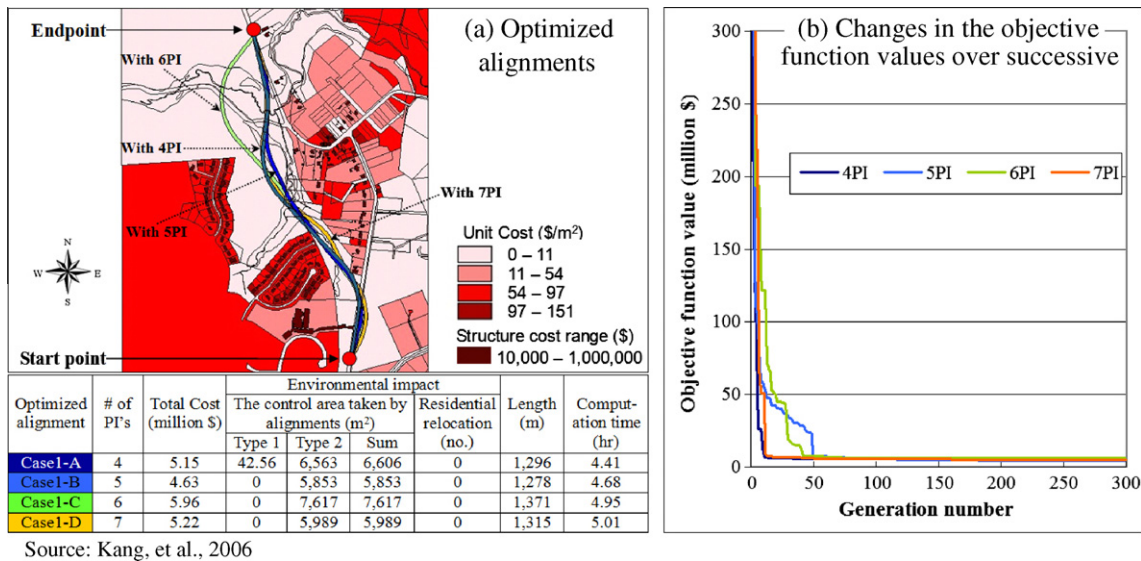 (a) Optimized
alignments
Endpoint
With 6PI
With 4PI
With 7PI
With 5PI
N
W E
S
Start point
Unit Cost ($/m²)
0 – 11
11 – 54
54 – 97
97 – 151
Structure cost range ($)
10,000 – 1,000,000
Optimized alignment # of PI's Total Cost (million $) Environmental impact Length (m) Comput-ation time (hr)
The control area taken by alignments (m²) Residential relocation (no.)
Type 1 Type 2 Sum
Case1-A 4 5.15 42.56 6,563 6,606 0 1,296 4.41
Case1-B 5 4.63 0 5,853 5,853 0 1,278 4.68
Case1-C 6 5.96 0 7,617 7,617 0 1,371 4.95
Case1-D 7 5.22 0 5,989 5,989 0 1,315 5.01
Source: Kang, et al., 2006
(b) Changes in the objective
function values over successive
Objective function value (million $)
300
250
200
150
100
50
0
4PI 5PI 6PI 7PI
0 50 100 150 200 250 300
Generation number